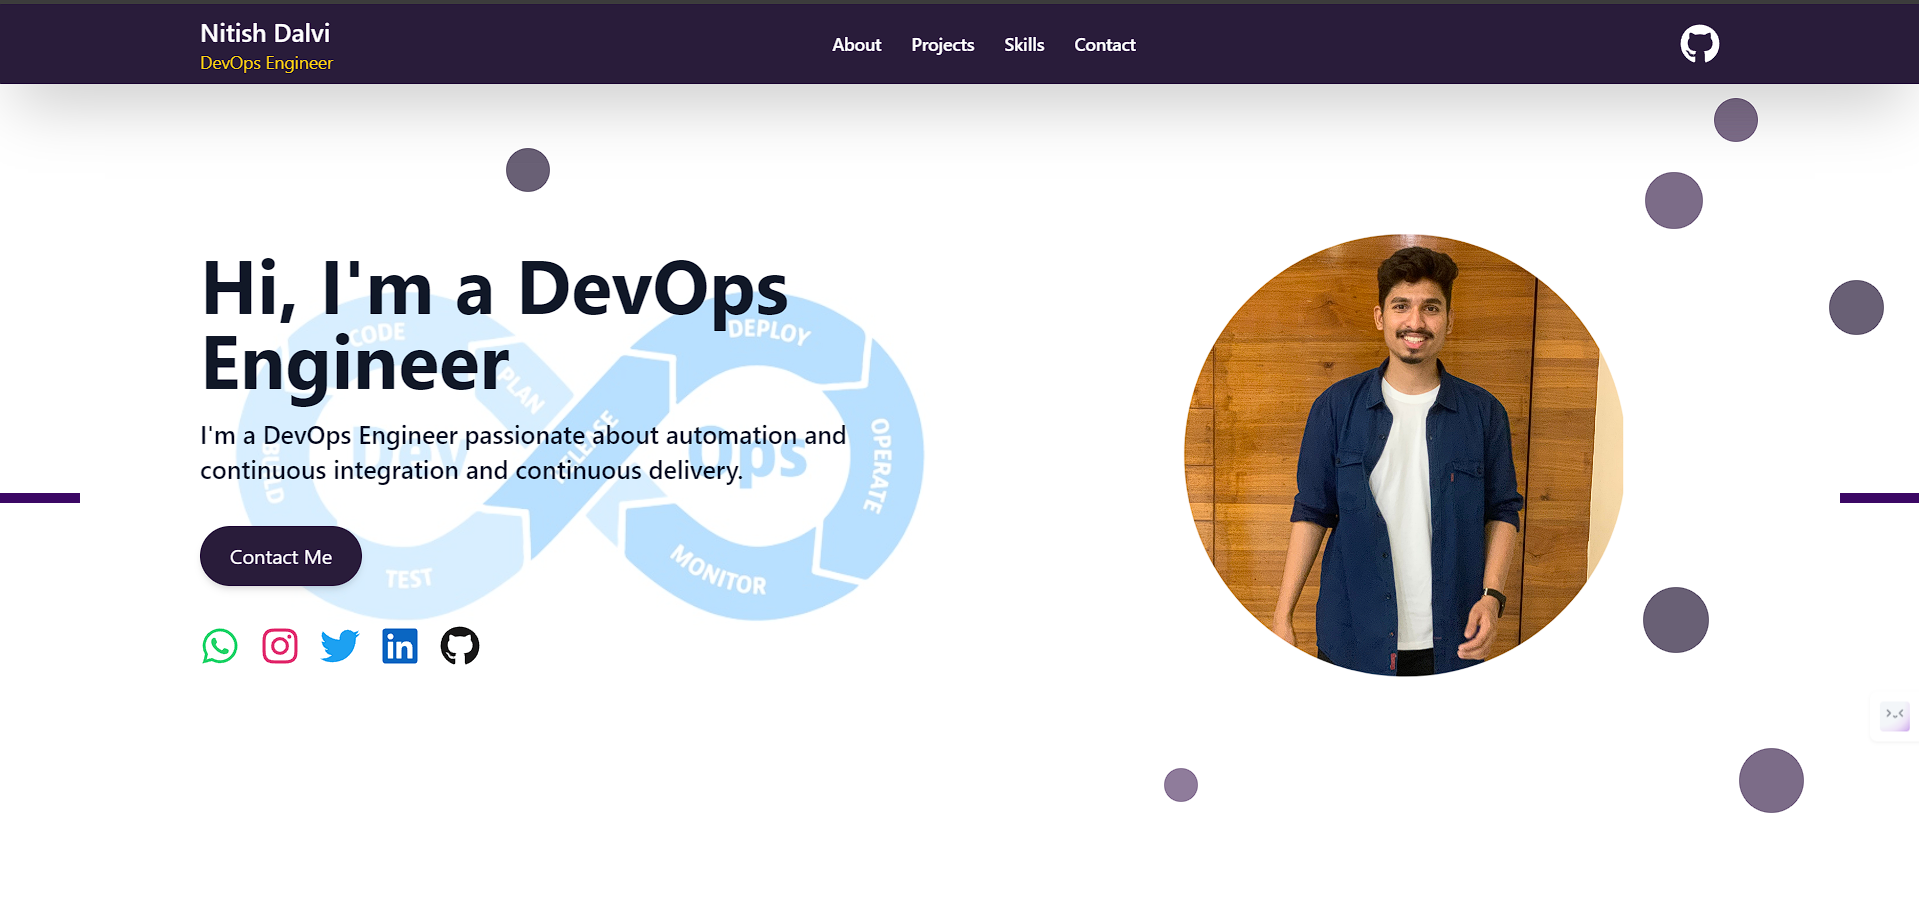 Nitish Dalvi
DevOps Engineer
About
Projects
Skills
Contact
Hi, I'm a DevOps
Engineer
I'm a DevOps Engineer passionate about automation and
continuous integration and continuous delivery.
Contact Me
CODE
PLAN
BUILD
TEST
RELEASE
DEPLOY
OPERATE
MONITOR
Dev
Ops
in